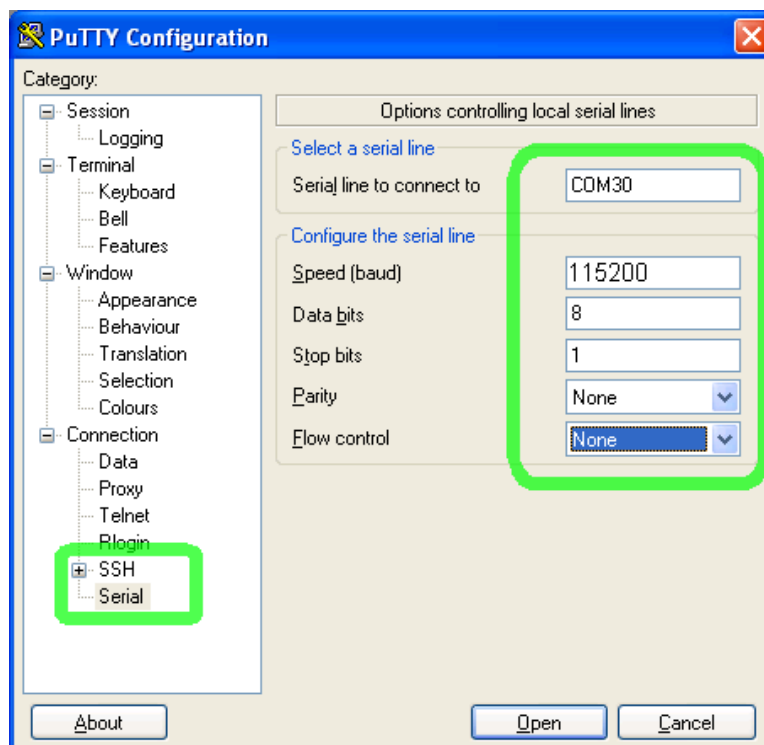 PuTTY Configuration
Category:
Session
Logging
Terminal
Keyboard
Bell
Features
Window
Appearance
Behaviour
Translation
Selection
Colours
Connection
Data
Proxy
Telnet
Rlogin
SSH
Serial
Options controlling local serial lines
Select a serial line
Serial line to connect to COM30
Configure the serial line
Speed (baud) 115200
Data bits 8
Stop bits 1
Parity None
Flow control None
About Open Cancel